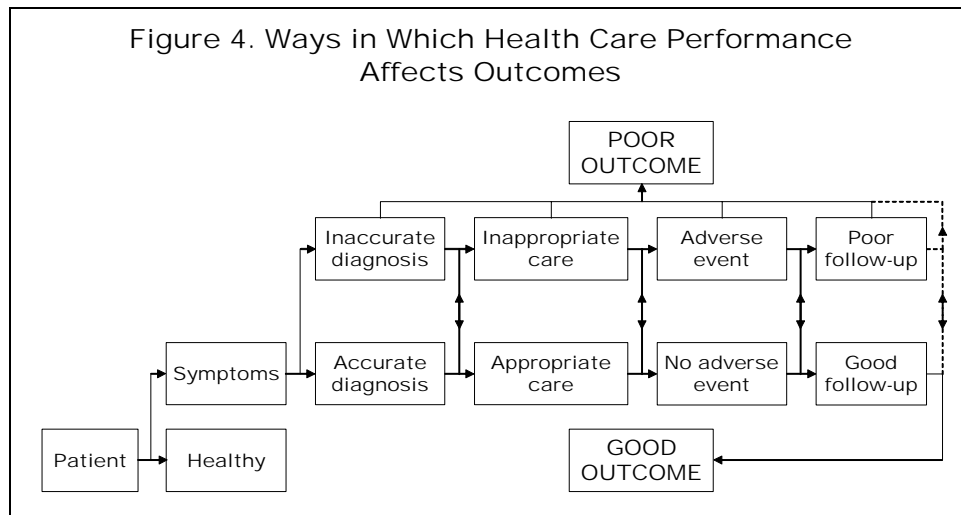 Figure 4. Ways in Which Health Care Performance
Affects Outcomes
POOR
OUTCOME
Inaccurate
diagnosis
Inappropriate
care
Adverse
event
Poor
follow-up
Symptoms
Accurate
diagnosis
Appropriate
care
No adverse
event
Good
follow-up
Patient
Healthy
GOOD
OUTCOME